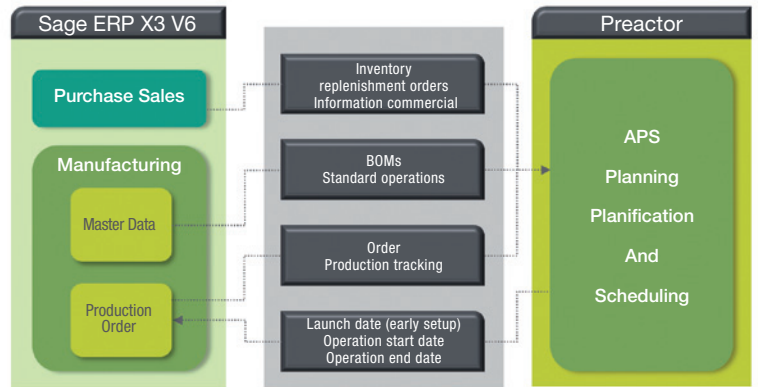 Sage ERP X3 V6
Purchase Sales
Manufacturing
Master Data
Production
Order
Inventory
replenishment orders
Information commercial
BOMs
Standard operations
Order
Production tracking
Launch date (early setup)
Operation start date
Operation end date
Preactor
APS
Planning
Planification
And
Scheduling